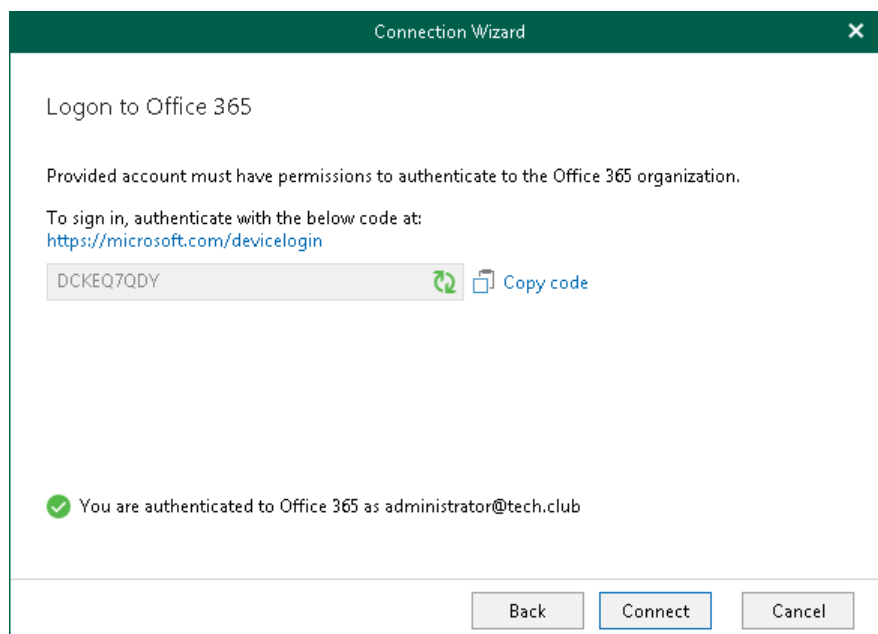 Connection Wizard
Logon to Office 365
Provided account must have permissions to authenticate to the Office 365 organization.
To sign in, authenticate with the below code at:
https://microsoft.com/devicelogin
DCKEQ7QDY Copy code
You are authenticated to Office 365 as administrator@tech.club
Back Connect Cancel